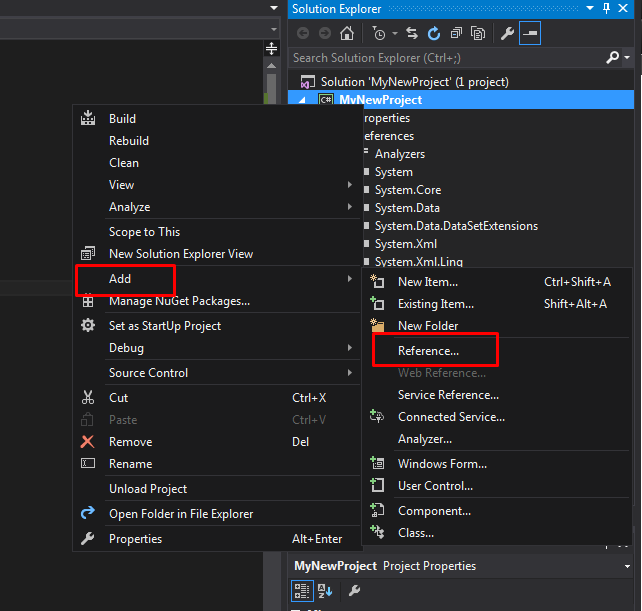 Solution Explorer
Search Solution Explorer (Ctrl+;)
Solution 'MyNewProject' (1 project)
C# MyNewProject
roperties
eferences
Analyzers
System
System.Core
System.Data
System.Data.DataSetExtensions
System.Xml
System.Xml.Linq
Build
Rebuild
Clean
View
Analyze
Scope to This
New Solution Explorer View
Add
Manage NuGet Packages...
Set as StartUp Project
Debug
Source Control
Cut Ctrl+X
Paste Ctrl+V
Remove Del
Rename
Unload Project
Open Folder in File Explorer
Properties Alt+Enter
New Item... Ctrl+Shift+A
Existing Item... Shift+Alt+A
New Folder
Reference...
Web Reference...
Service Reference...
Connected Service...
Analyzer...
Windows Form...
User Control...
Component...
Class...
MyNewProject Project Properties